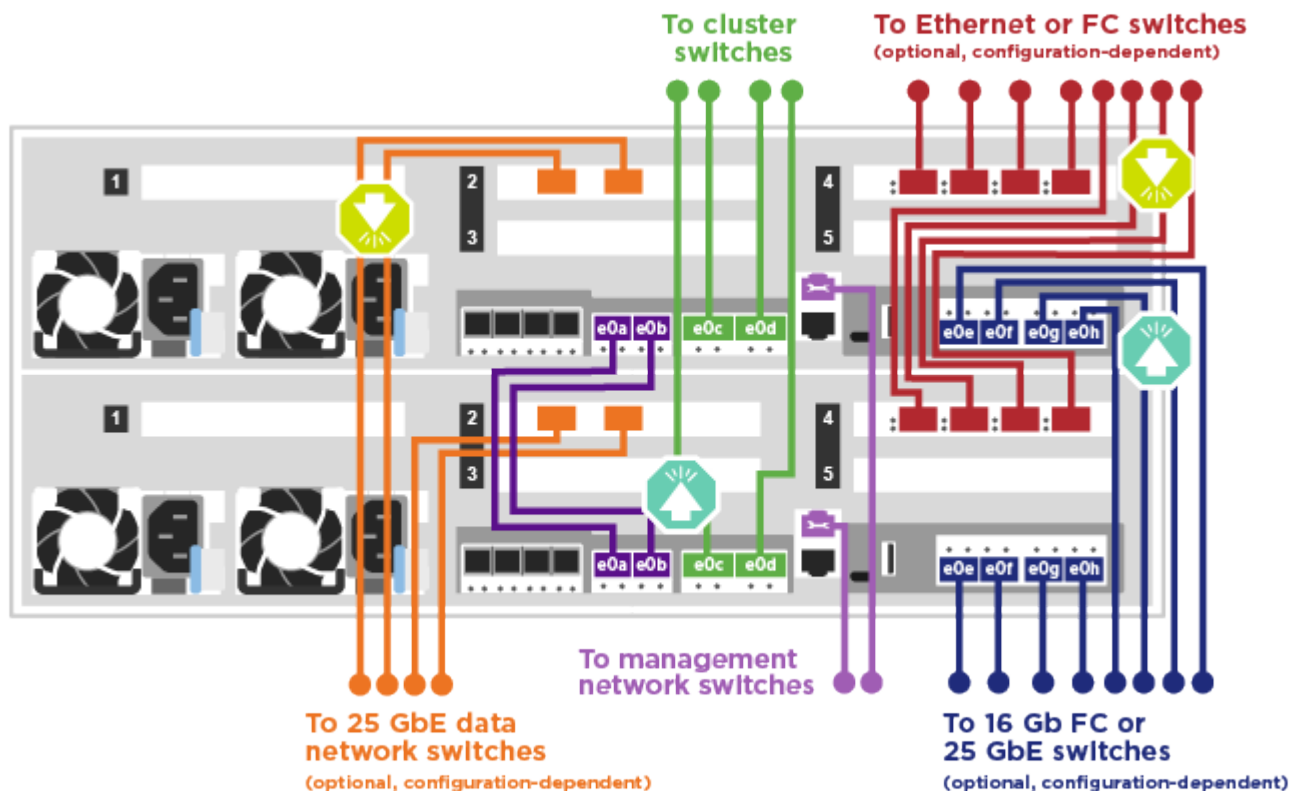 To cluster
switches
To Ethernet or FC switches
(optional, configuration-dependent)
1
2
3
4
5
e0a e0b e0c e0d
e0e e0f e0g e0h
1
2
3
4
5
e0a e0b e0c e0d
e0e e0f e0g e0h
To management
network switches
To 25 GbE data
network switches
(optional, configuration-dependent)
To 16 Gb FC or
25 GbE switches
(optional, configuration-dependent)